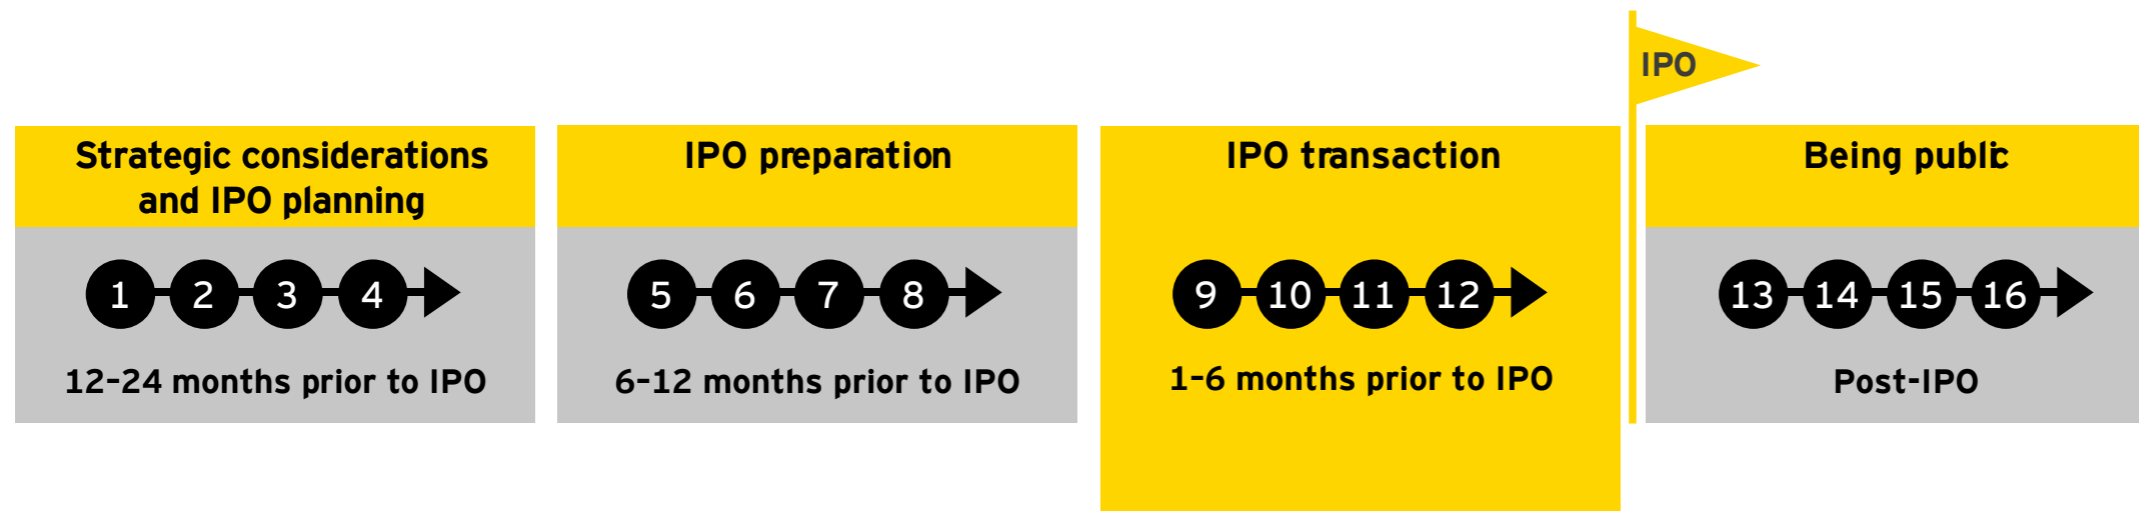 IPO
Strategic considerations
and IPO planning
1 2 3 4
12–24 months prior to IPO
IPO preparation
5 6 7 8
6–12 months prior to IPO
IPO transaction
9 10 11 12
1–6 months prior to IPO
Being public
13 14 15 16
Post-IPO